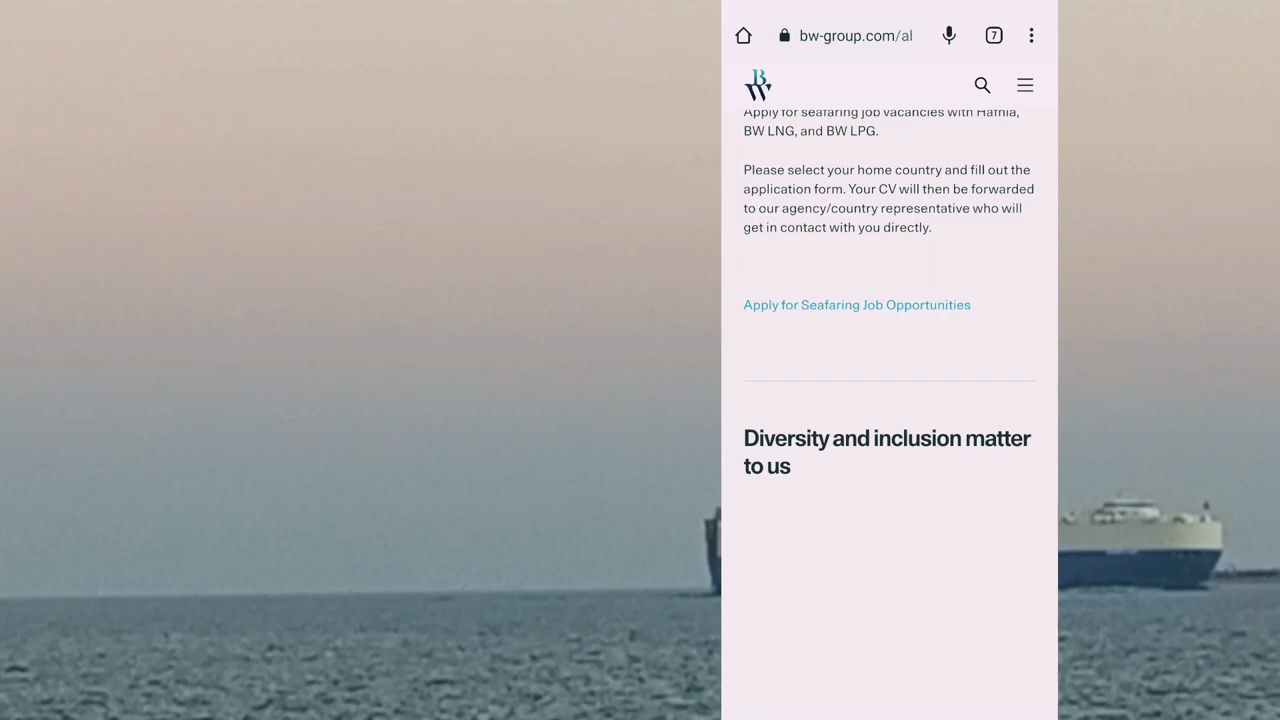 bw-group.com/al
7
BW
Apply for seafaring job vacancies with Hafnia,
BW LNG, and BW LPG.
Please select your home country and fill out the
application form. Your CV will then be forwarded
to our agency/country representative who will
get in contact with you directly.
Apply for Seafaring Job Opportunities
Diversity and inclusion matter
to us